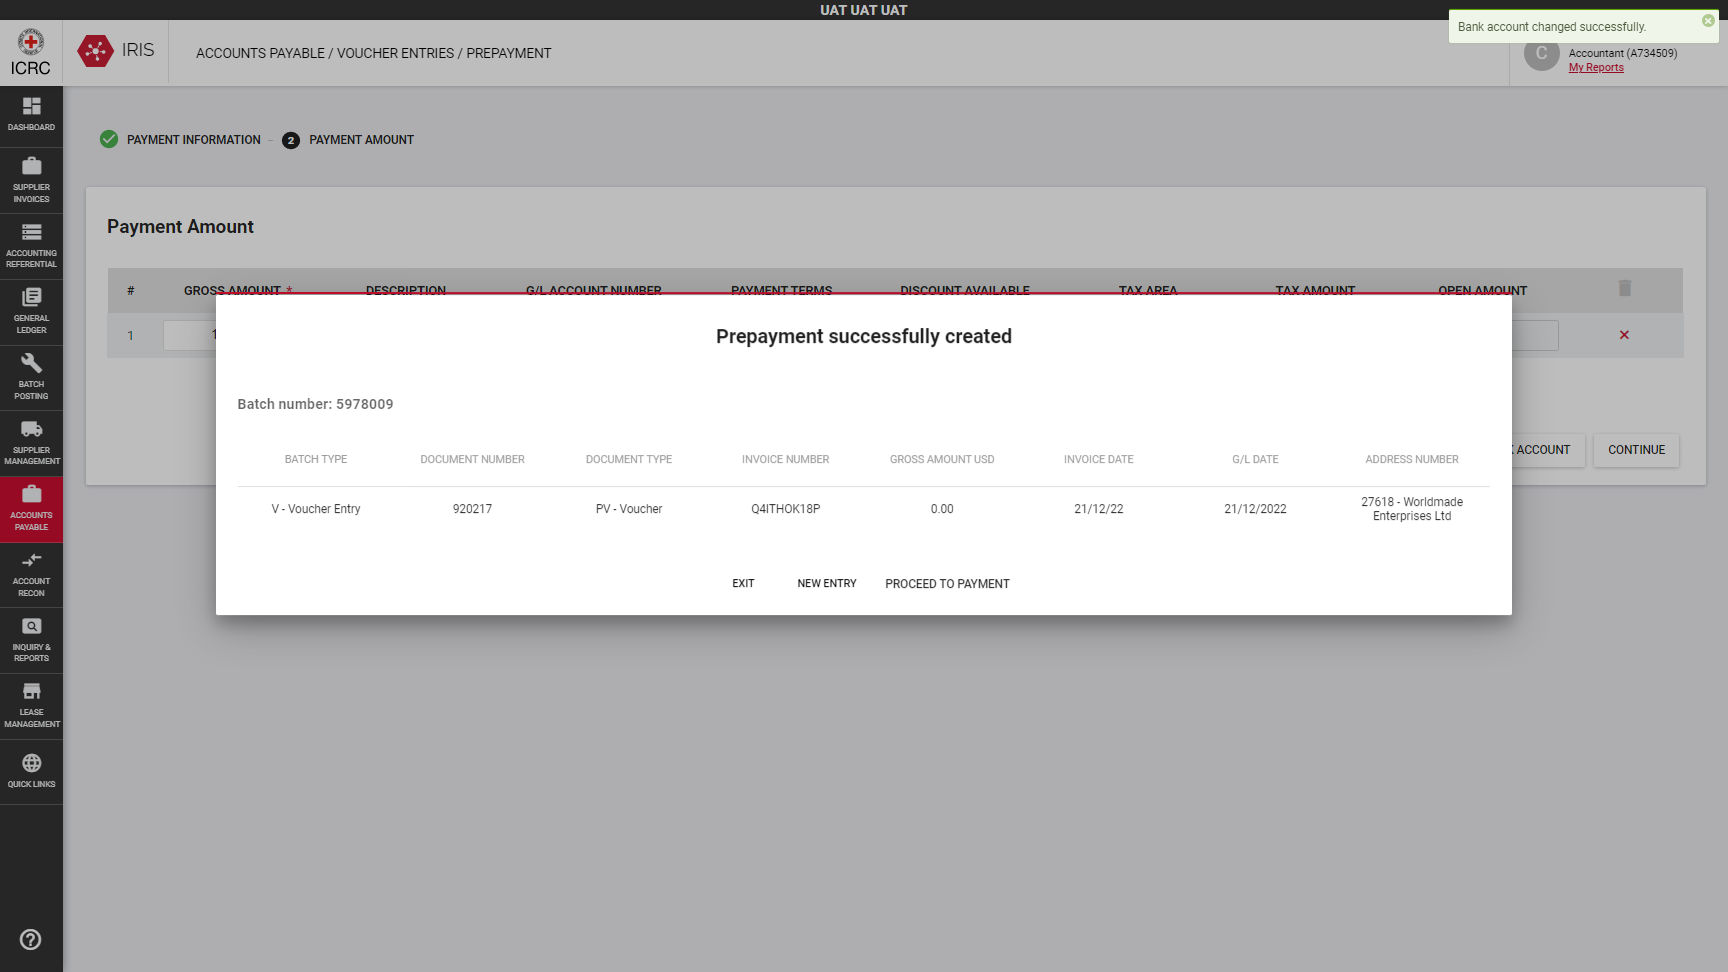 UAT UAT UAT
Bank account changed successfully.
ICRC
IRIS
ACCOUNTS PAYABLE / VOUCHER ENTRIES / PREPAYMENT
C
Accountant (A734509)
My Reports
DASHBOARD
SUPPLIER
INVOICES
ACCOUNTING
REFERENTIAL
GENERAL
LEDGER
BATCH
POSTING
SUPPLIER
MANAGEMENT
ACCOUNTS
PAYABLE
ACCOUNT
RECON
INQUIRY &
REPORTS
LEASE
MANAGEMENT
QUICK LINKS
PAYMENT INFORMATION – 2 PAYMENT AMOUNT
Payment Amount
# GROSS AMOUNT * DESCRIPTION G/L ACCOUNT NUMBER PAYMENT TERMS DISCOUNT AVAILABLE TAX AREA TAX AMOUNT OPEN AMOUNT
1 1
ACCOUNT CONTINUE
Prepayment successfully created
Batch number: 5978009
BATCH TYPE DOCUMENT NUMBER DOCUMENT TYPE INVOICE NUMBER GROSS AMOUNT USD INVOICE DATE G/L DATE ADDRESS NUMBER
V - Voucher Entry 920217 PV - Voucher Q4ITHOK18P 0.00 21/12/22 21/12/2022 27618 - Worldmade
Enterprises Ltd
EXIT NEW ENTRY PROCEED TO PAYMENT